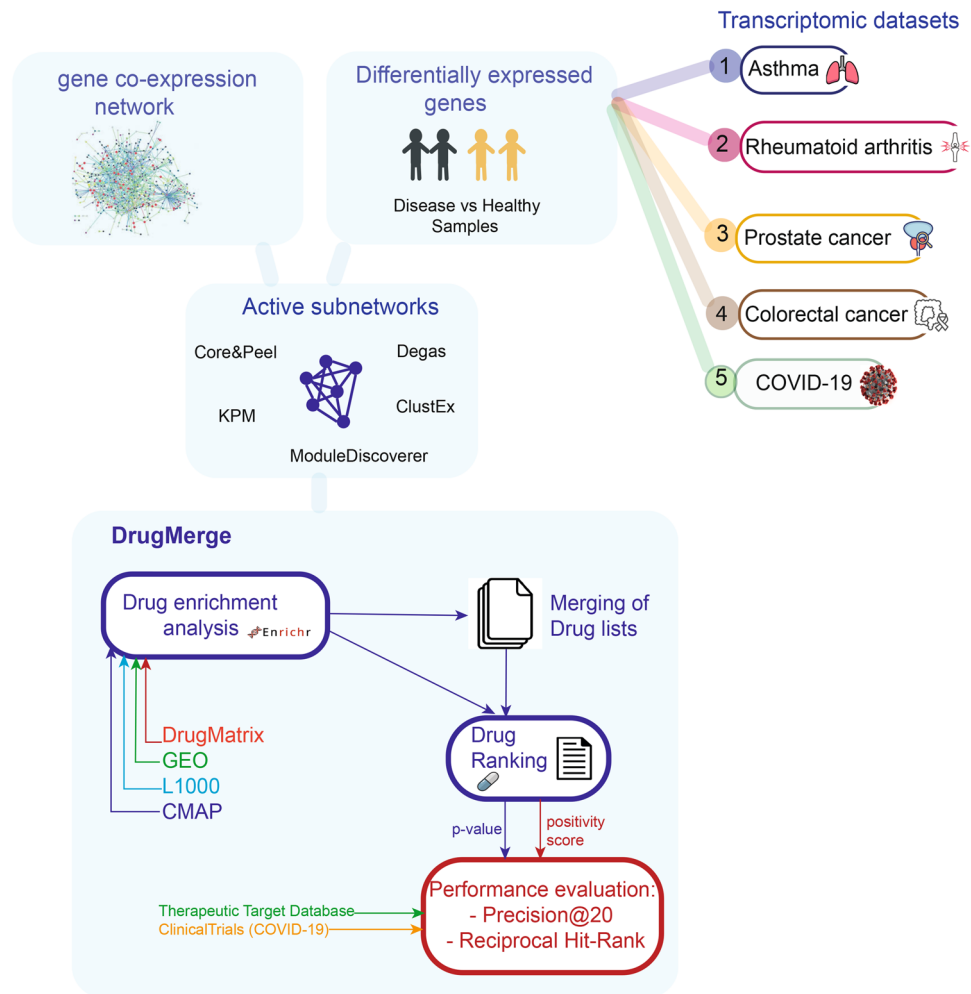 Transcriptomic datasets
gene co-expression
network
Differentially expressed
genes
Disease vs Healthy
Samples
1
Asthma
2
Rheumatoid arthritis
3
Prostate cancer
4
Colorectal cancer
5
COVID-19
Active subnetworks
Core&Peel
Degas
KPM
ClustEx
ModuleDiscoverer
DrugMerge
Drug enrichment
analysis
Enrichr
Merging of
Drug lists
DrugMatrix
GEO
L1000
CMAP
Drug
Ranking
p-value
positivity
score
Performance evaluation:
- Precision@20
- Reciprocal Hit-Rank
Therapeutic Target Database
ClinicalTrials (COVID-19)